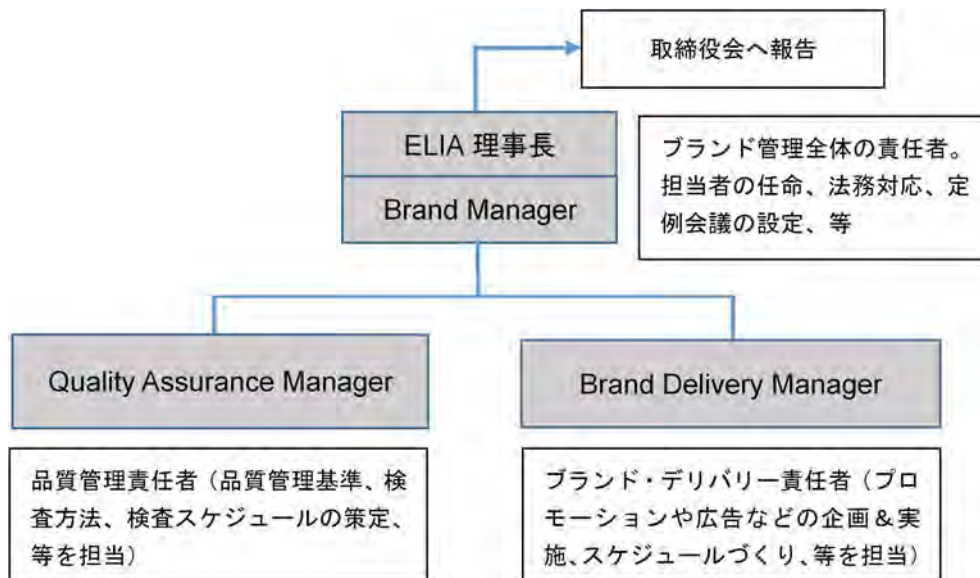 取締役会へ報告
ELIA 理事長
Brand Manager
ブランド管理全体の責任者。
担当者の任命、法務対応、定
例会議の設定、等
Quality Assurance Manager
Brand Delivery Manager
品質管理責任者（品質管理基準、検
査方法、検査スケジュールの策定、
等を担当）
ブランド・デリバリー責任者（プロ
モーションや広告などの企画＆実
施、スケジュールづくり、等を担当）